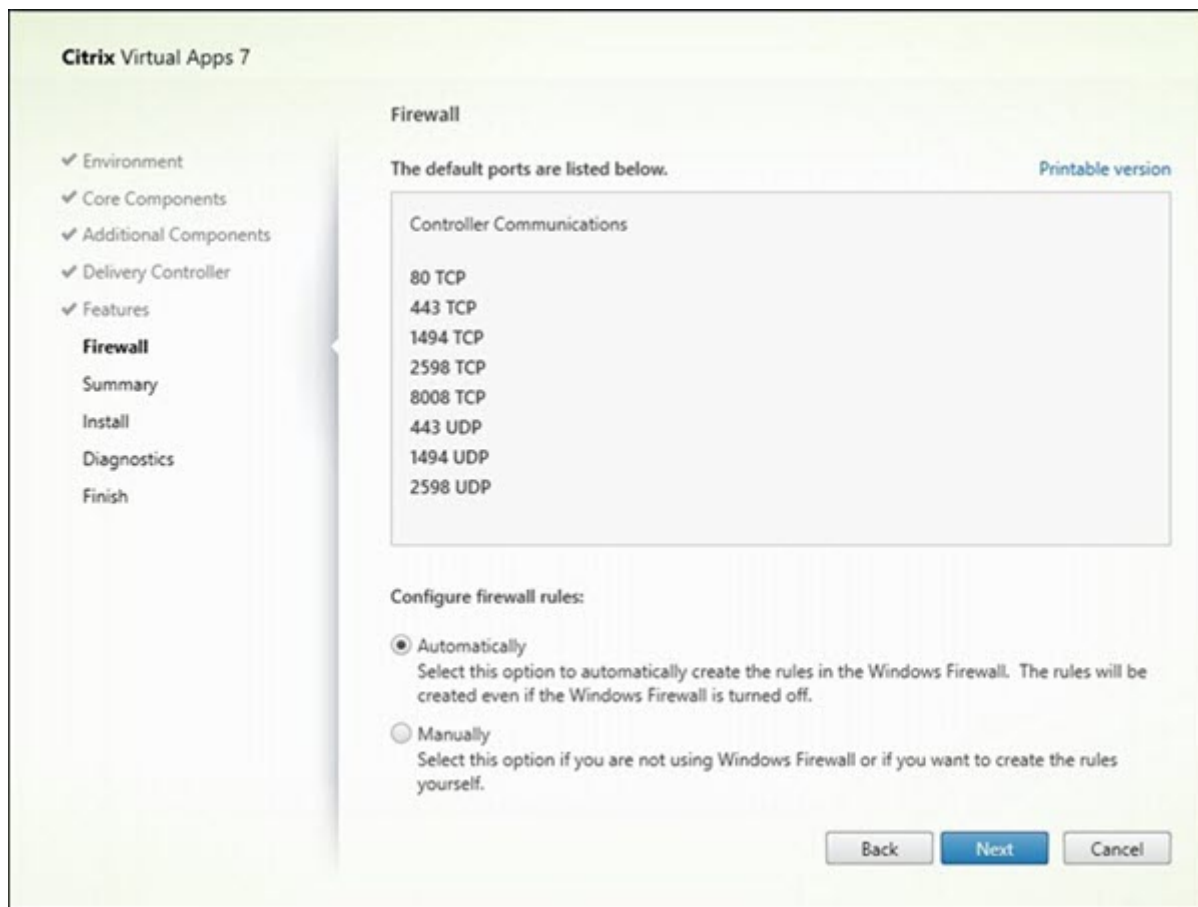 Citrix Virtual Apps 7
✔ Environment
✔ Core Components
✔ Additional Components
✔ Delivery Controller
✔ Features
Firewall
Summary
Install
Diagnostics
Finish
Firewall
The default ports are listed below.
Printable version
Controller Communications
80 TCP
443 TCP
1494 TCP
2598 TCP
8008 TCP
443 UDP
1494 UDP
2598 UDP
Configure firewall rules:
Automatically
Select this option to automatically create the rules in the Windows Firewall.  The rules will be
created even if the Windows Firewall is turned off.
Manually
Select this option if you are not using Windows Firewall or if you want to create the rules
yourself.
Back
Next
Cancel